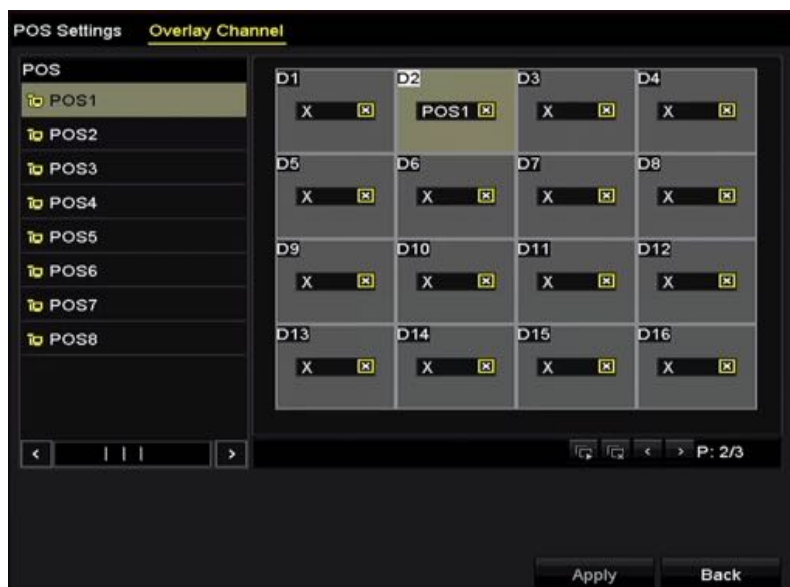 POS Settings Overlay Channel
POS
POS1
POS2
POS3
POS4
POS5
POS6
POS7
POS8
D1 D2 D3 D4
X POS1 X X
D5 D6 D7 D8
X X X X
D9 D10 D11 D12
X X X X
D13 D14 D15 D16
X X X X
P: 2/3
Apply Back